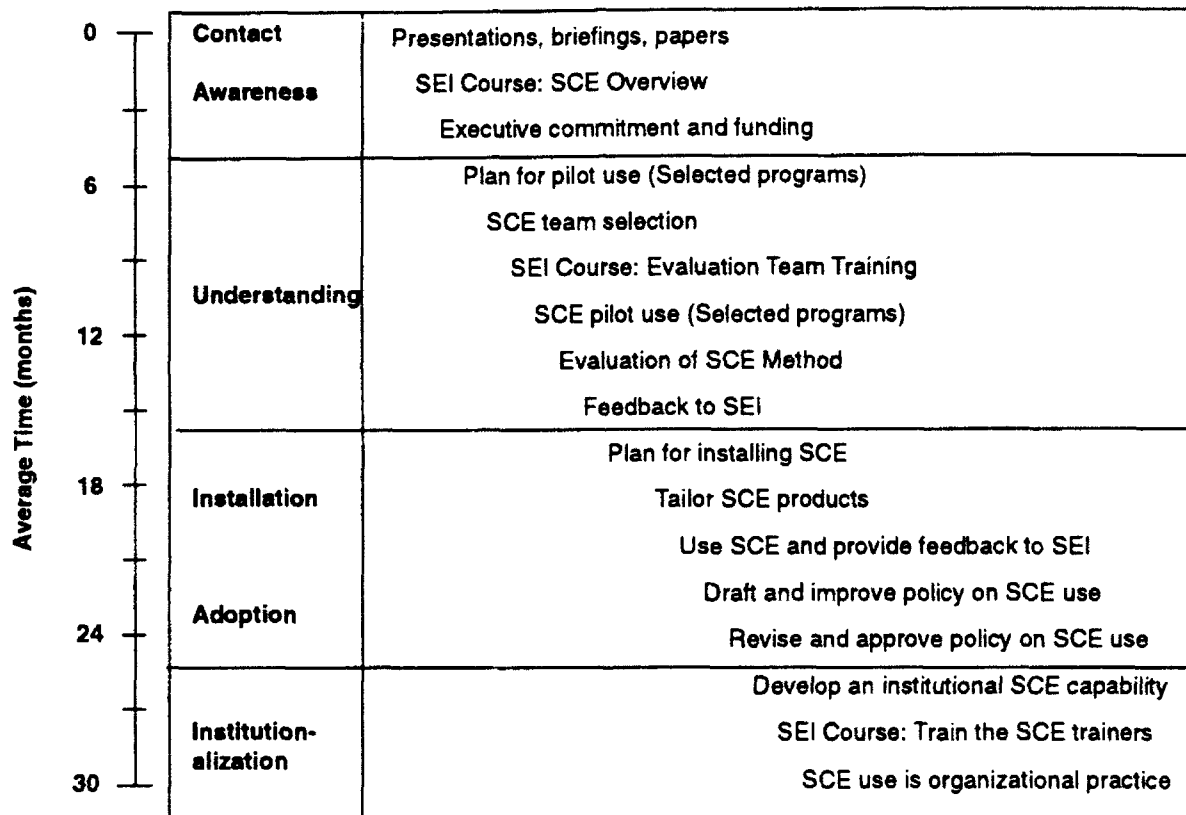 Average Time (months)
0
6
12
18
24
30
Contact
Awareness
Presentations, briefings, papers
SEI Course: SCE Overview
Executive commitment and funding
Understanding
Plan for pilot use (Selected programs)
SCE team selection
SEI Course: Evaluation Team Training
SCE pilot use (Selected programs)
Evaluation of SCE Method
Feedback to SEI
Installation
Adoption
Plan for installing SCE
Tailor SCE products
Use SCE and provide feedback to SEI
Draft and improve policy on SCE use
Revise and approve policy on SCE use
Institution-
alization
Develop an institutional SCE capability
SEI Course: Train the SCE trainers
SCE use is organizational practice